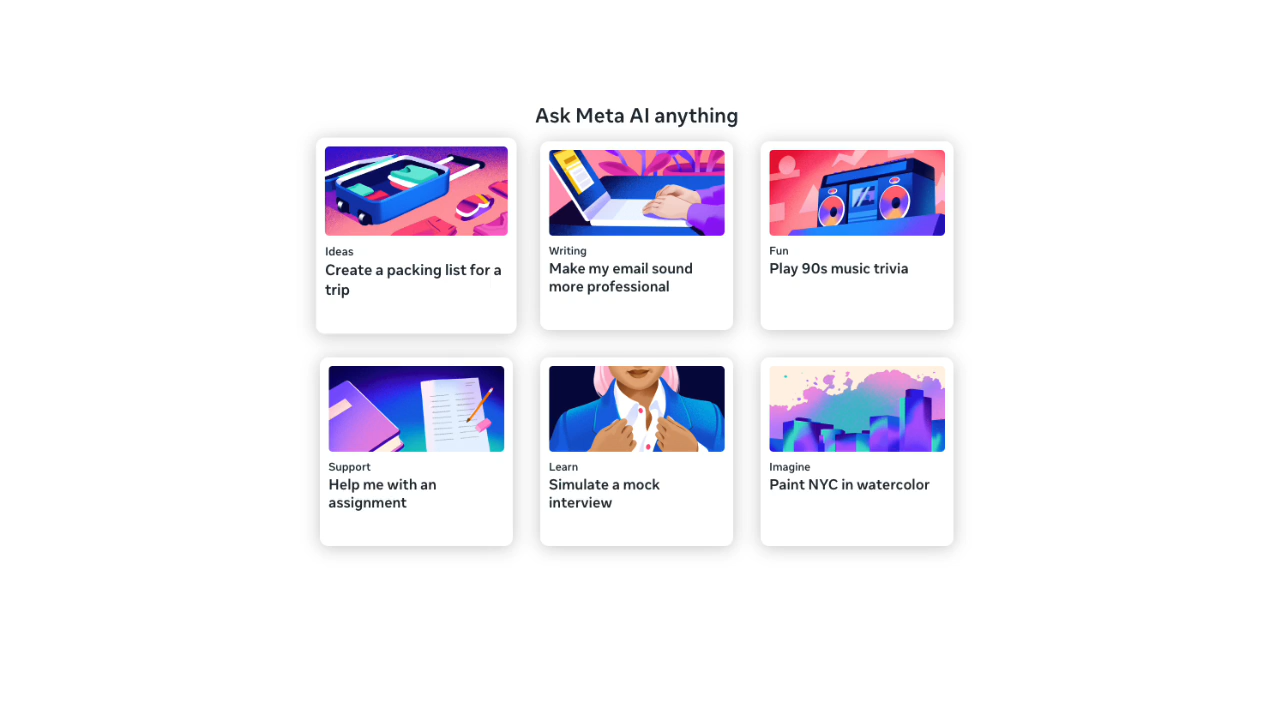 Ask Meta AI anything
Ideas
Create a packing list for a
trip
Writing
Make my email sound
more professional
Fun
Play 90s music trivia
Support
Help me with an
assignment
Learn
Simulate a mock
interview
Imagine
Paint NYC in watercolor